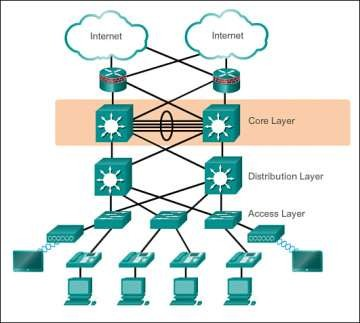 Internet
Internet
Core Layer
Distribution Layer
Access Layer